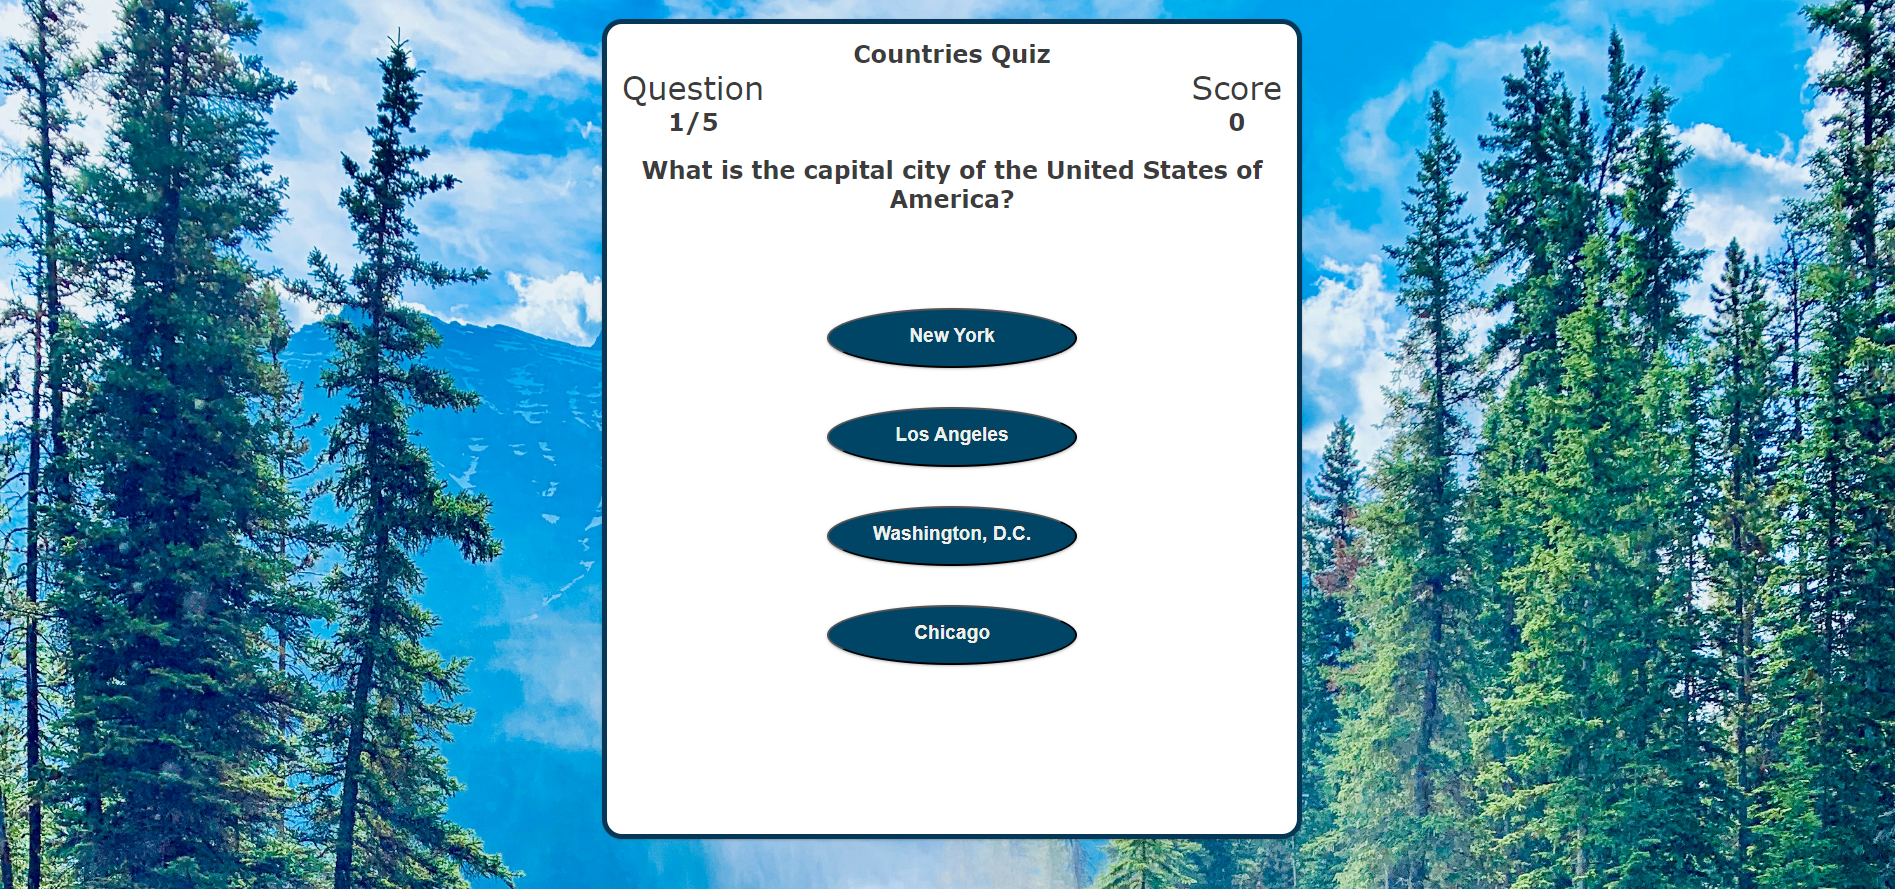 Countries Quiz
Question
Score
1/5
0
What is the capital city of the United States of
America?
New York
Los Angeles
Washington, D.C.
Chicago